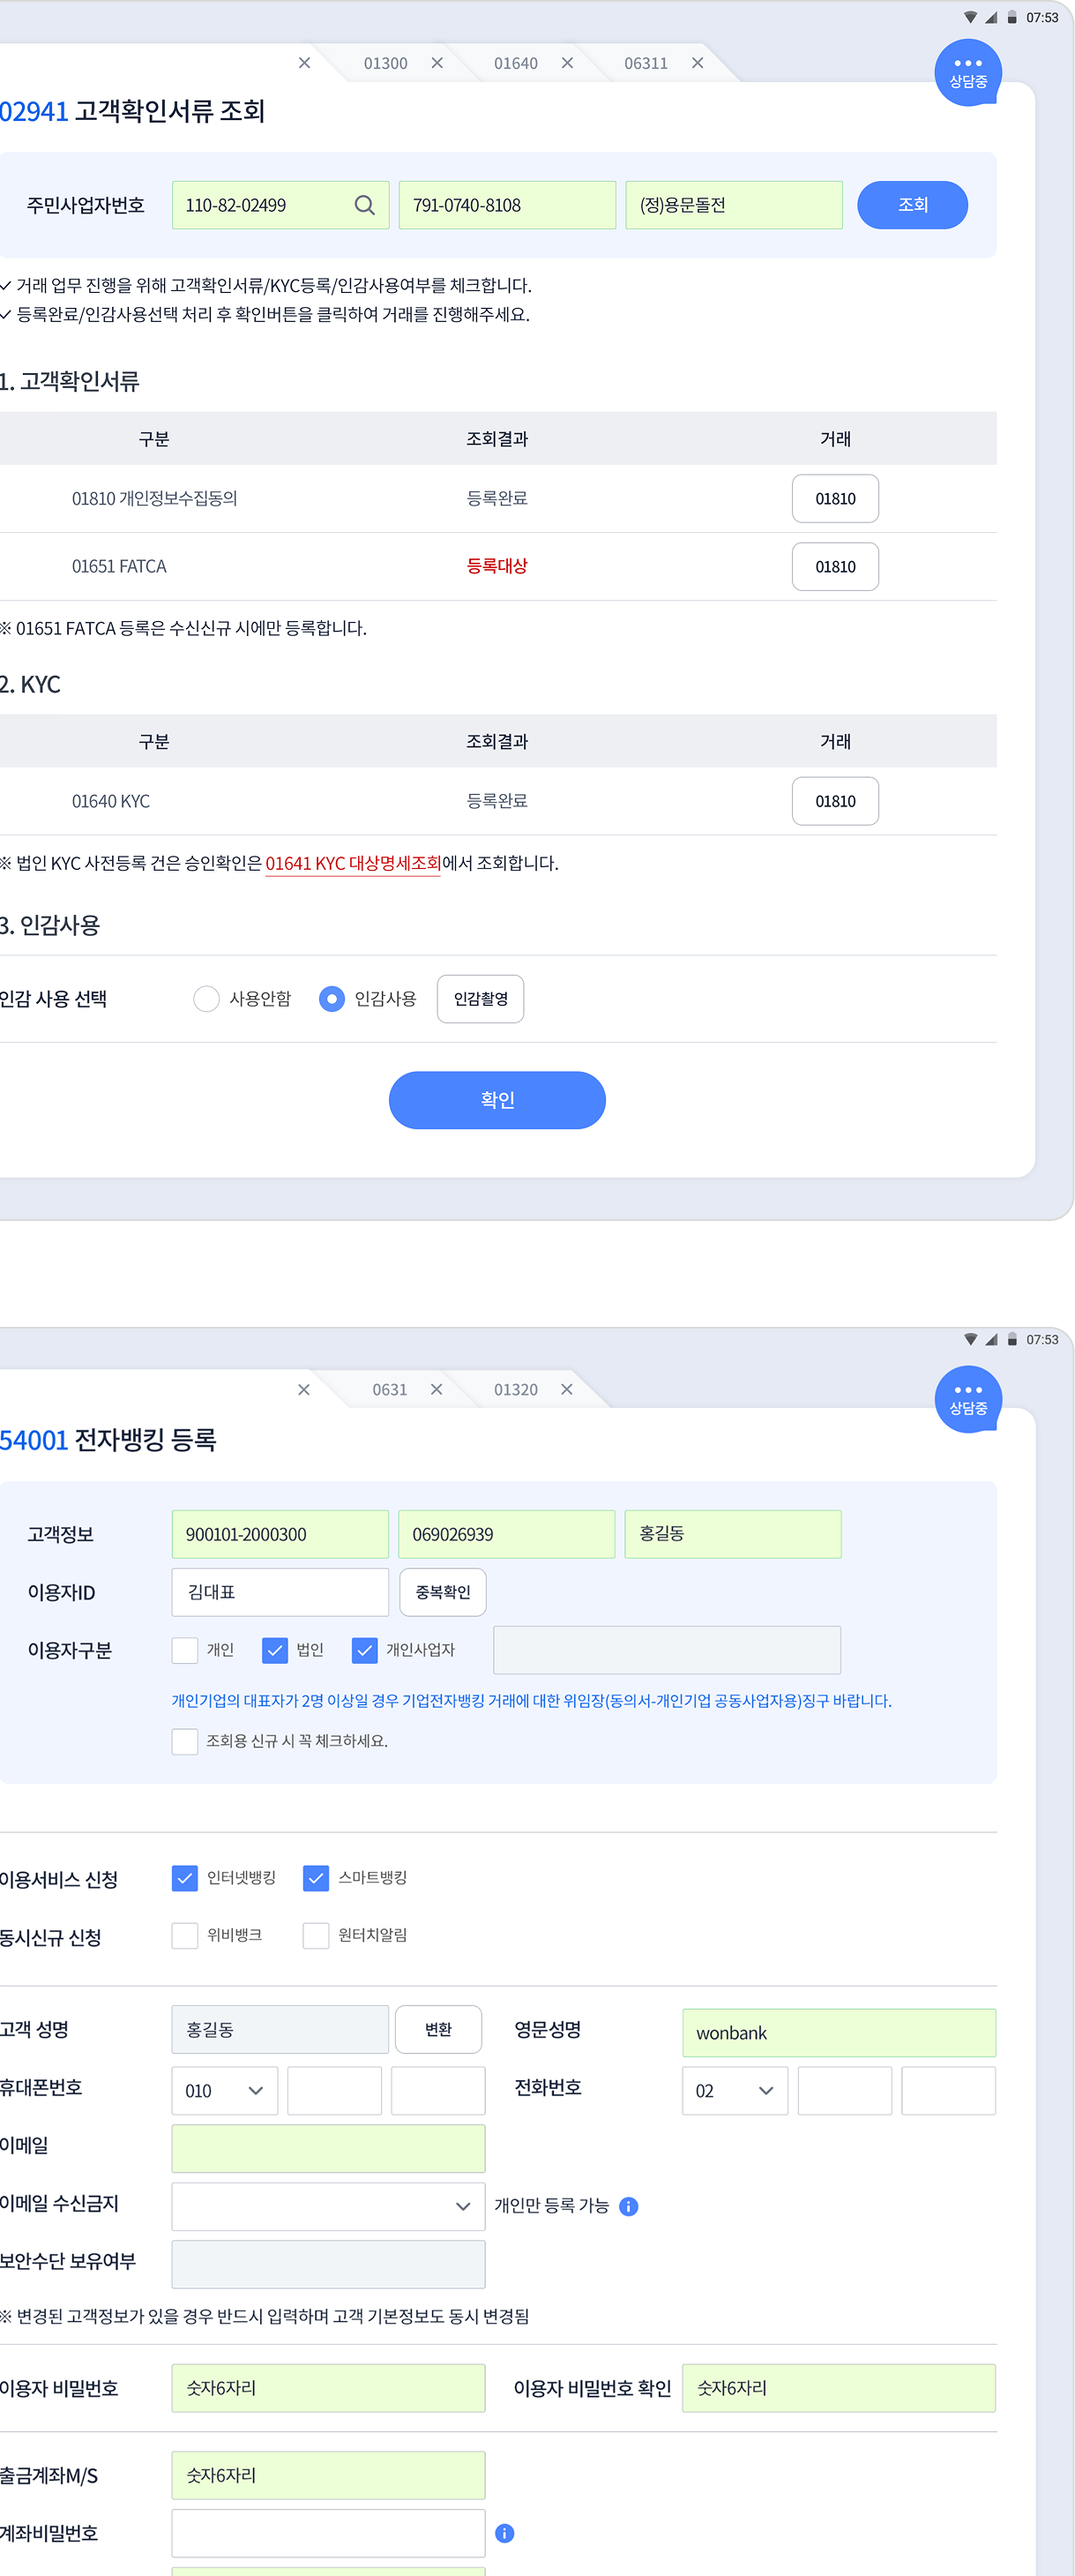 07:53
01300
01640
06311
상담중
02941 고객확인서류 조회
주민사업자번호 110-82-02499 791-0740-8108 (정)용문돌전 조회
거래 업무 진행을 위해 고객확인서류/KYC등록/인감사용여부를 체크합니다.
등록완료/인감사용선택 처리 후 확인버튼을 클릭하여 거래를 진행해주세요.
1. 고객확인서류
구분 조회결과 거래
01810 개인정보수집동의 등록완료 01810
01651 FATCA 등록대상 01810
※ 01651 FATCA 등록은 수신신규 시에만 등록합니다.
2. KYC
구분 조회결과 거래
01640 KYC 등록완료 01810
※ 법인 KYC 사전등록 건은 승인확인은 01641 KYC 대상명세조회에서 조회합니다.
3. 인감사용
인감 사용 선택 사용안함 인감사용 인감촬영
확인
07:53
0631
01320
상담중
54001 전자뱅킹 등록
고객정보 900101-2000300 069026939 홍길동
이용자ID 김대표 중복확인
이용자구분 개인 법인 개인사업자
개인기업의 대표자가 2명 이상일 경우 기업전자뱅킹 거래에 대한 위임장(동의서-개인기업 공동사업자용)징구 바랍니다.
조회용 신규 시 꼭 체크하세요.
이용서비스 신청 인터넷뱅킹 스마트뱅킹
동시신규 신청 위비뱅크 원터치알림
고객 성명 홍길동 변환 영문성명 wonbank
휴대폰번호 010 전화번호 02
이메일
이메일 수신금지 개인만 등록 가능
보안수단 보유여부
※ 변경된 고객정보가 있을 경우 반드시 입력하며 고객 기본정보도 동시 변경됨
이용자 비밀번호 숫자6자리 이용자 비밀번호 확인 숫자6자리
출금계좌M/S 숫자6자리
계좌비밀번호